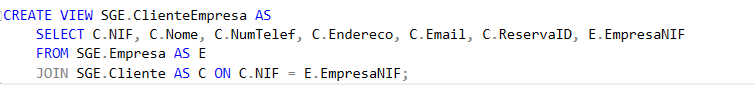 CREATE VIEW SGE.ClienteEmpresa AS
SELECT C.NIF, C.Nome, C.NumTelef, C.Endereco, C.Email, C.ReservaID, E.EmpresaNIF
FROM SGE.Empresa AS E
JOIN SGE.Cliente AS C ON C.NIF = E.EmpresaNIF;